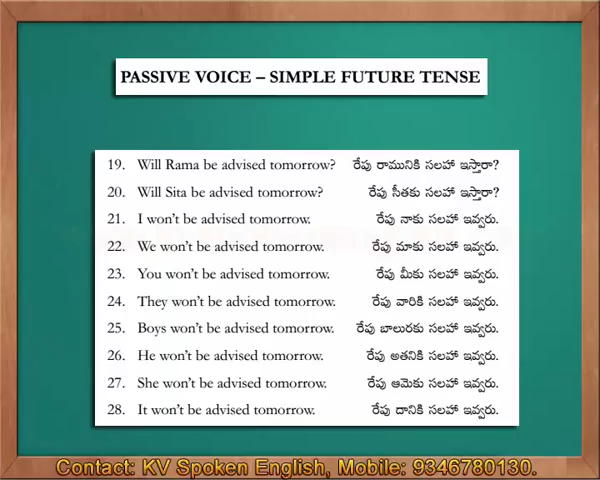 PASSIVE VOICE – SIMPLE FUTURE TENSE
19. Will Rama be advised tomorrow? రేపు రామునికి సలహా ఇస్తారా?
20. Will Sita be advised tomorrow? రేపు సీతకు సలహా ఇస్తారా?
21. I won't be advised tomorrow. రేపు నాకు సలహా ఇవ్వరు.
22. We won't be advised tomorrow. రేపు మాకు సలహా ఇవ్వరు.
23. You won't be advised tomorrow. రేపు మీకు సలహా ఇవ్వరు.
24. They won't be advised tomorrow. రేపు వారికి సలహా ఇవ్వరు.
25. Boys won't be advised tomorrow. రేపు బాలురకు సలహా ఇవ్వరు.
26. He won't be advised tomorrow. రేపు అతనికి సలహా ఇవ్వరు.
27. She won't be advised tomorrow. రేపు ఆమెకు సలహా ఇవ్వరు.
28. It won't be advised tomorrow. రేపు దానికి సలహా ఇవ్వరు.
Contact: KV Spoken English, Mobile: 9346780130.